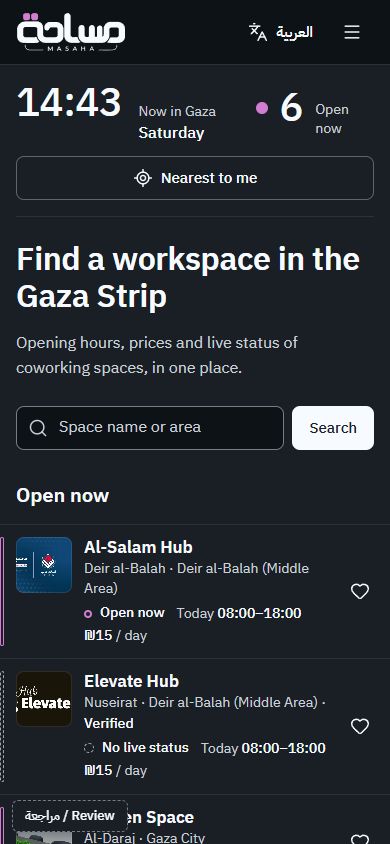 مساحة
MASAHA
العربية
14:43
Now in Gaza
Saturday
6
Open now
Nearest to me
Find a workspace in the
Gaza Strip
Opening hours, prices and live status of
coworking spaces, in one place.
Space name or area
Search
Open now
Al-Salam Hub
Deir al-Balah · Deir al-Balah (Middle
Area)
Open now Today 08:00–18:00
₪15 / day
Hub
Elevate
Elevate Hub
Nuseirat · Deir al-Balah (Middle Area) ·
Verified
No live status Today 08:00–18:00
₪15 / day
en Space
مراجعة / Review
Al-Daraj · Gaza City